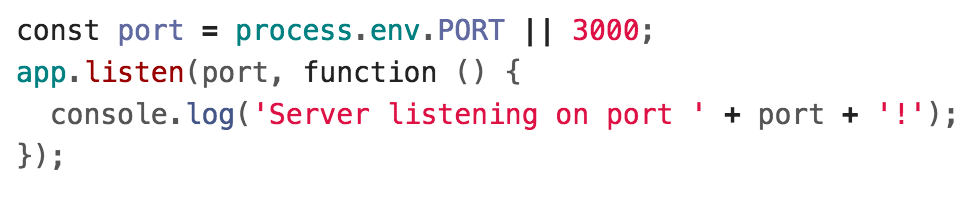 const port = process.env.PORT || 3000;
app.listen(port, function () {
  console.log('Server listening on port ' + port + '!');
});